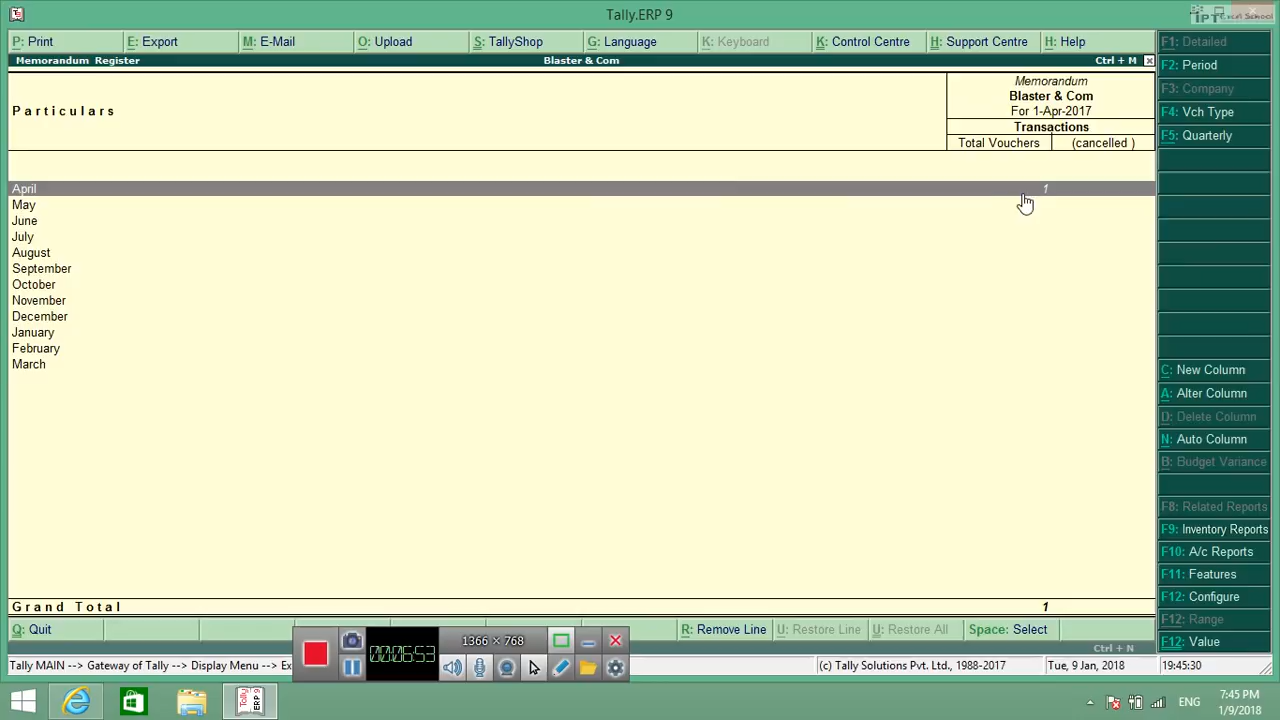 Tally.ERP 9
P: Print
E: Export
M: E-Mail
O: Upload
S: TallyShop
G: Language
K: Keyboard
K: Control Centre
H: Support Centre
H: Help
Memorandum Register
Blaster & Com
Ctrl + M
Particulars
Memorandum
Blaster & Com
For 1-Apr-2017
Transactions
Total Vouchers
(cancelled )
April 1
May
June
July
August
September
October
November
December
January
February
March
Grand Total 1
F1: Detailed
F2: Period
F3: Company
F4: Vch Type
F5: Quarterly
C: New Column
A: Alter Column
D: Delete Column
N: Auto Column
B: Budget Variance
F8: Related Reports
F9: Inventory Reports
F10: A/c Reports
F11: Features
F12: Configure
F12: Range
F12: Value
Q: Quit
R: Remove Line
U: Restore Line
U: Restore All
Space: Select
Ctrl + N
1366 × 768
00:06:53
Tally MAIN --> Gateway of Tally --> Display Menu --> Ex
(c) Tally Solutions Pvt. Ltd., 1988-2017
Tue, 9 Jan, 2018
19:45:30
Tally
ERP 9
ENG
7:45 PM
1/9/2018